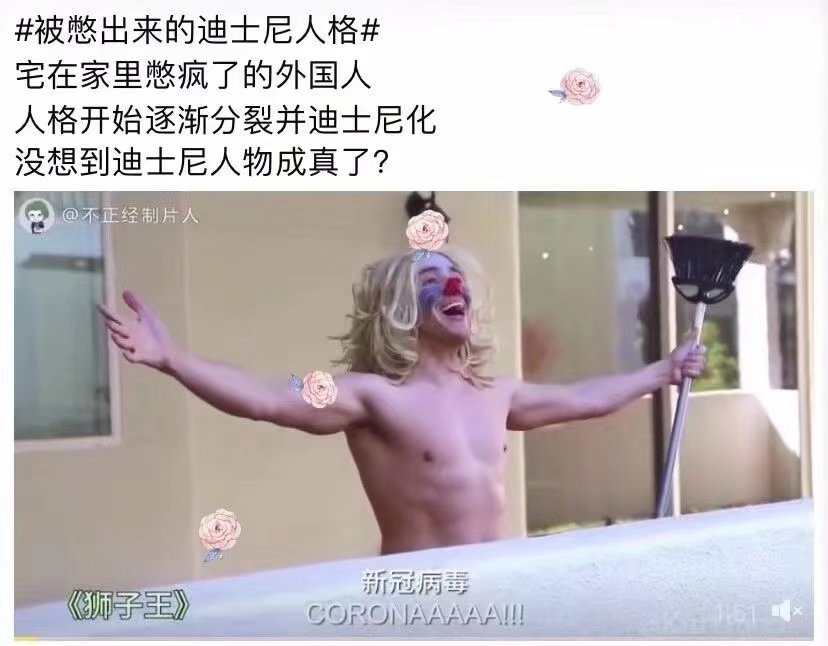 #被憋出来的迪士尼人格#
宅在家里憋疯了的外国人
人格开始逐渐分裂并迪士尼化
没想到迪士尼人物成真了?
@不正经制片人
新冠病毒
《狮子王》
CORONAAAAA!!!
1:51